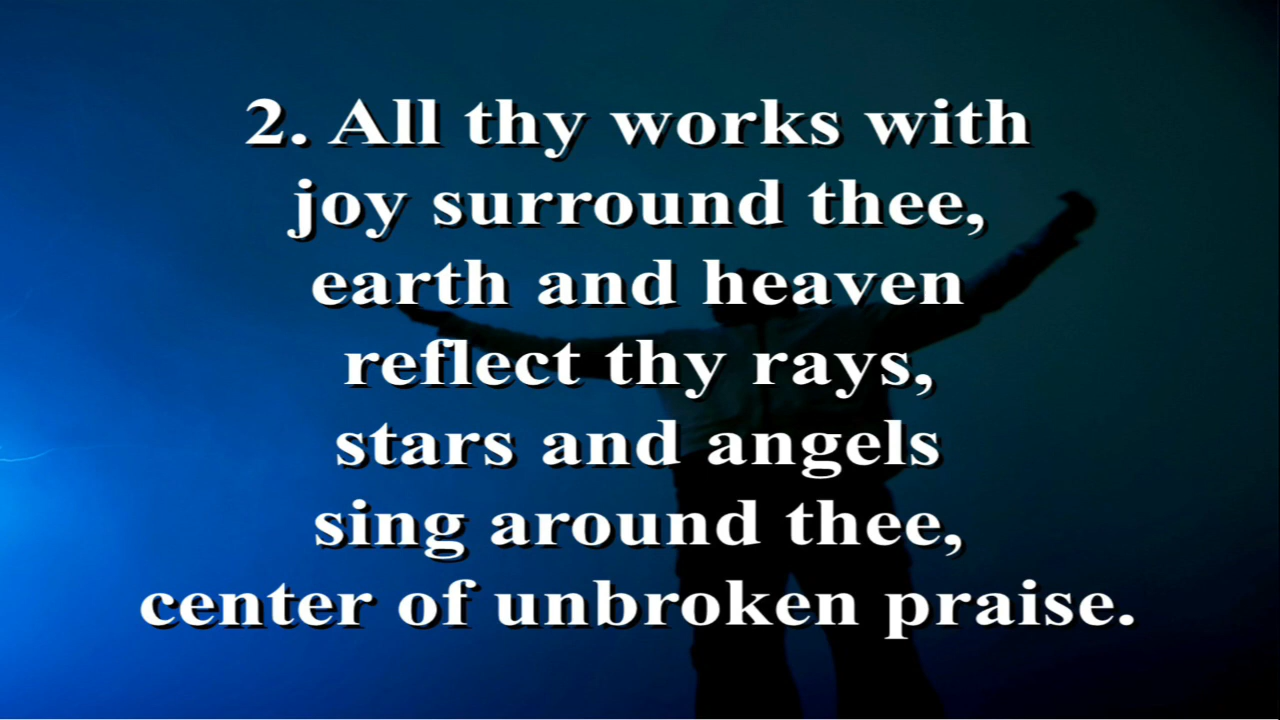 2. All thy works with
joy surround thee,
earth and heaven
reflect thy rays,
stars and angels
sing around thee,
center of unbroken praise.